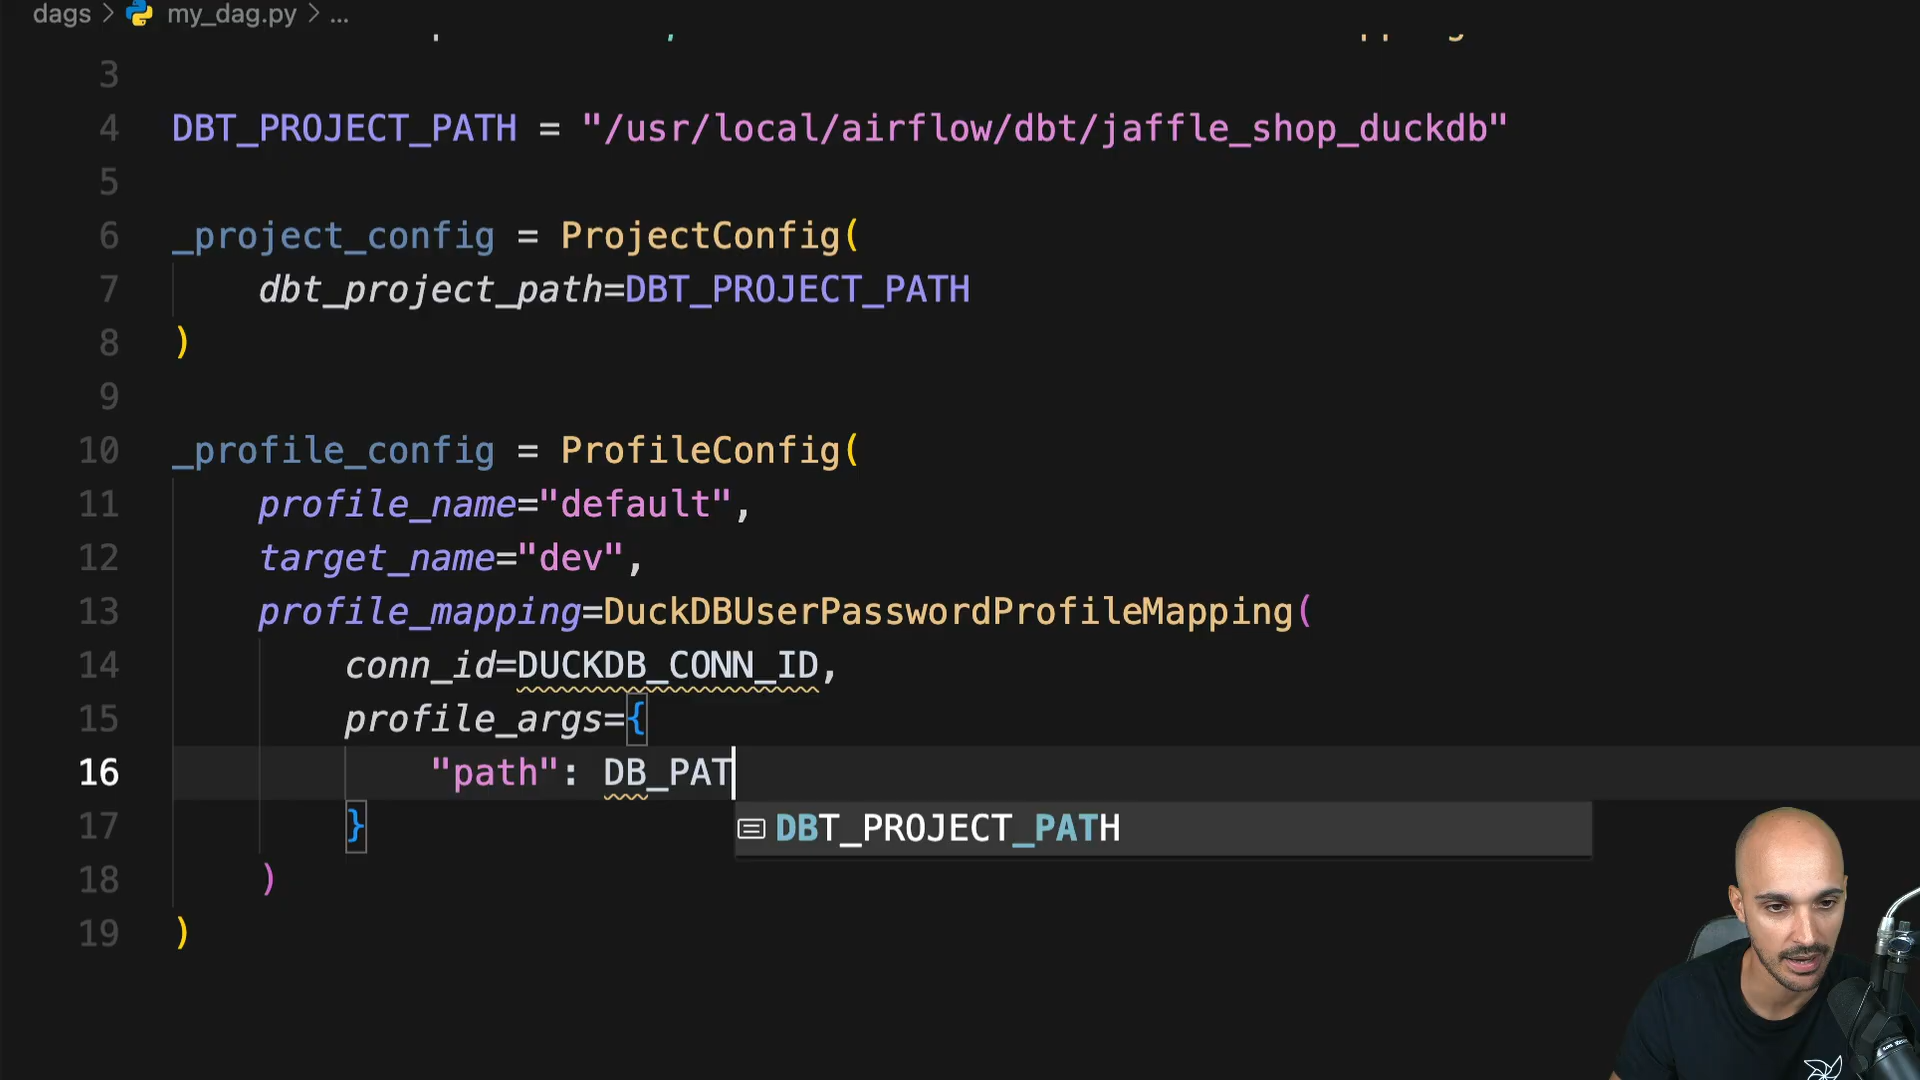 dags > my_dag.py > ...
3
4 DBT_PROJECT_PATH = "/usr/local/airflow/dbt/jaffle_shop_duckdb"
5
6 _project_config = ProjectConfig(
7 dbt_project_path=DBT_PROJECT_PATH
8 )
9
10 _profile_config = ProfileConfig(
11 profile_name="default",
12 target_name="dev",
13 profile_mapping=DuckDBUserPasswordProfileMapping(
14 conn_id=DUCKDB_CONN_ID,
15 profile_args={
16 "path": DB_PAT
17 }
DBT_PROJECT_PATH
18 )
19 )